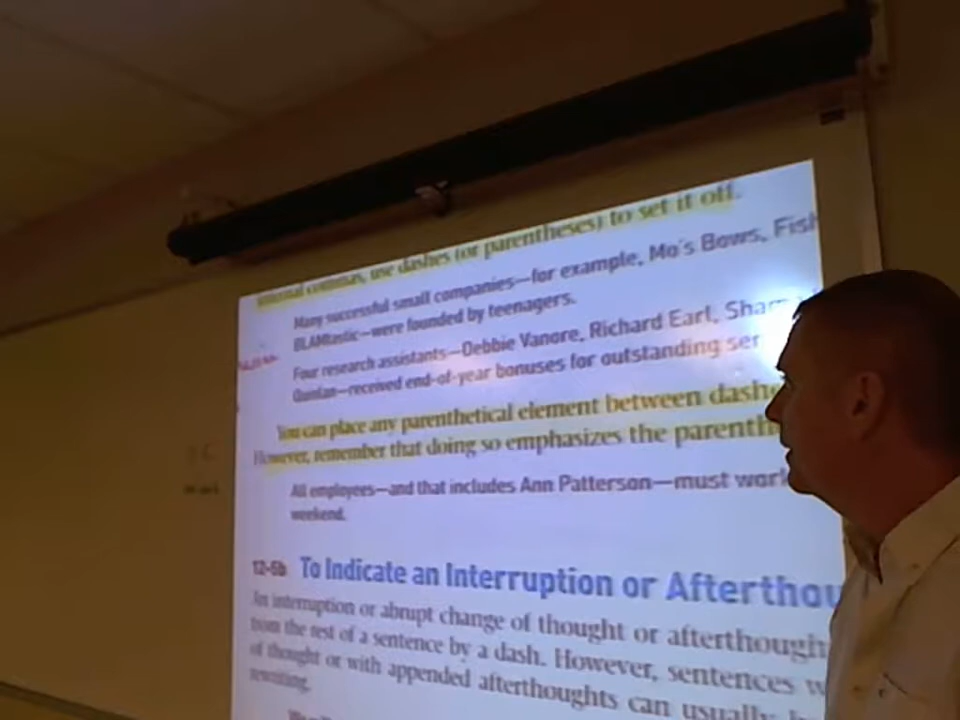 internal commas, use dashes (or parentheses) to set it off.
Many successful small companies—for example, Mo's Bows, Fish
BLAMtastic—were founded by teenagers.
Four research assistants—Debbie Vanore, Richard Earl, Shar
Quinlan—received end-of-year bonuses for outstanding ser
You can place any parenthetical element between dashe
However, remember that doing so emphasizes the parenth
All employees—and that includes Ann Patterson—must work
weekend.
12-5b To Indicate an Interruption or Afterthou
An interruption or abrupt change of thought or afterthough
from the rest of a sentence by a dash. However, sentences w
of thought or with appended afterthoughts can usually b
rewriting.